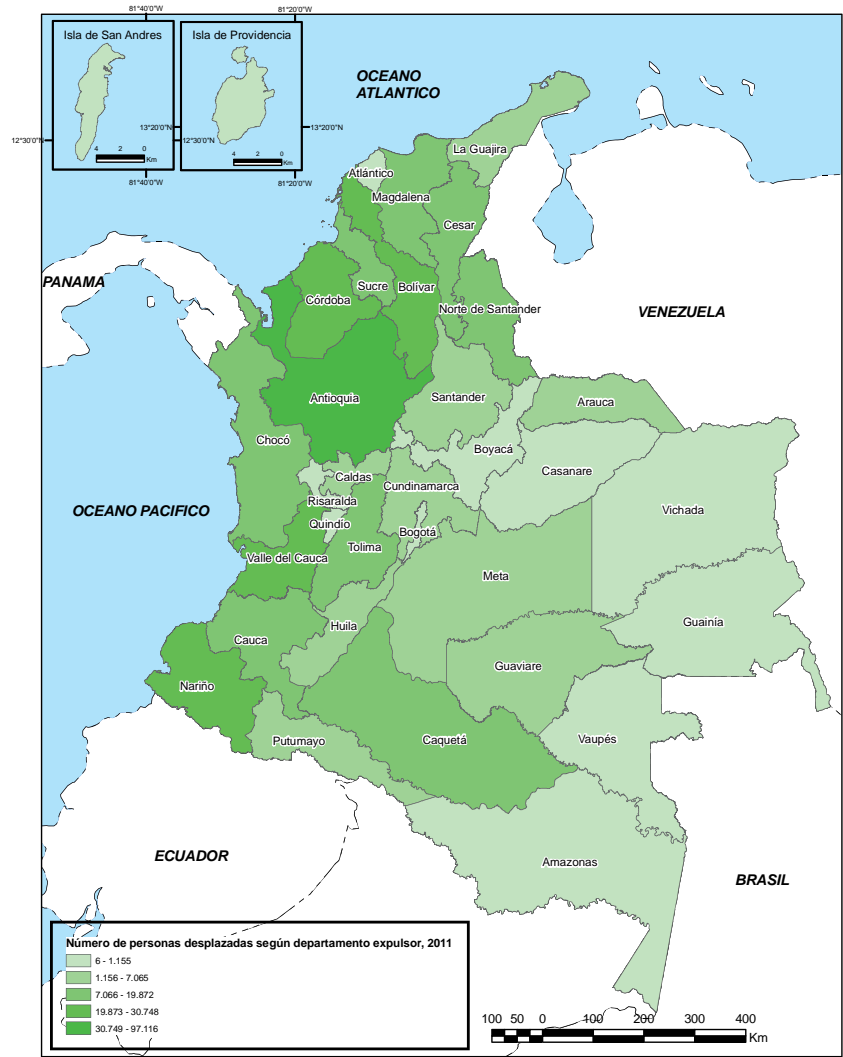 81°40'0"W
81°20'0"W
Isla de San Andres
Isla de Providencia
OCEANO
ATLANTICO
13°20'0"N
13°20'0"N
12°30'0"N
12°30'0"N
4 2 0
Km
4 2 0
Km
81°40'0"W
81°20'0"W
La Guajira
Atlántico
Magdalena
Cesar
PANAMA
Sucre
Bolívar
Córdoba
Norte de Santander
VENEZUELA
Antioquia
Santander
Arauca
Chocó
Boyacá
Casanare
Caldas
Cundinamarca
Risaralda
OCEANO PACIFICO
Vichada
Quindío
Bogotá
Tolima
Valle del Cauca
Meta
Guainía
Huila
Cauca
Guaviare
Nariño
Putumayo
Caquetá
Vaupés
ECUADOR
Amazonas
BRASIL
Número de personas desplazadas según departamento expulsor, 2011
6 - 1.155
1.156 - 7.065
7.066 - 19.872
19.873 - 30.748
30.749 - 97.116
100 50 0 100 200 300 400
Km